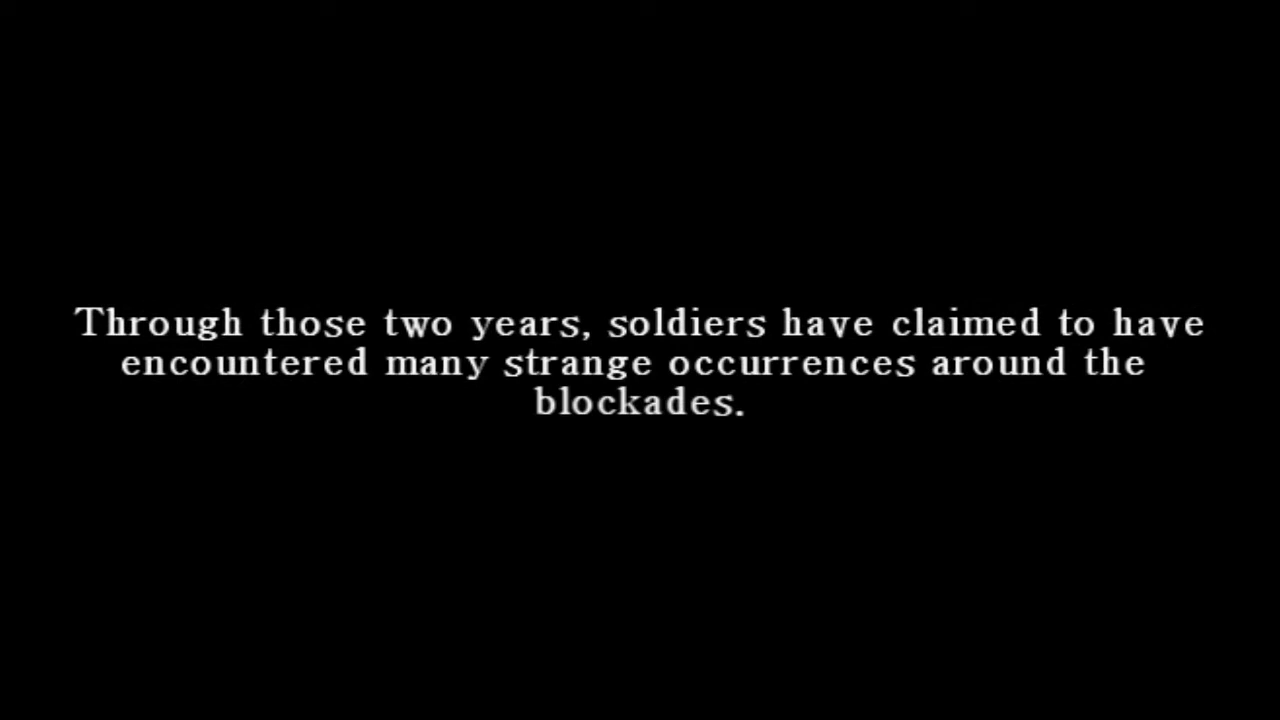 Through those two years, soldiers have claimed to have
encountered many strange occurrences around the
blockades.